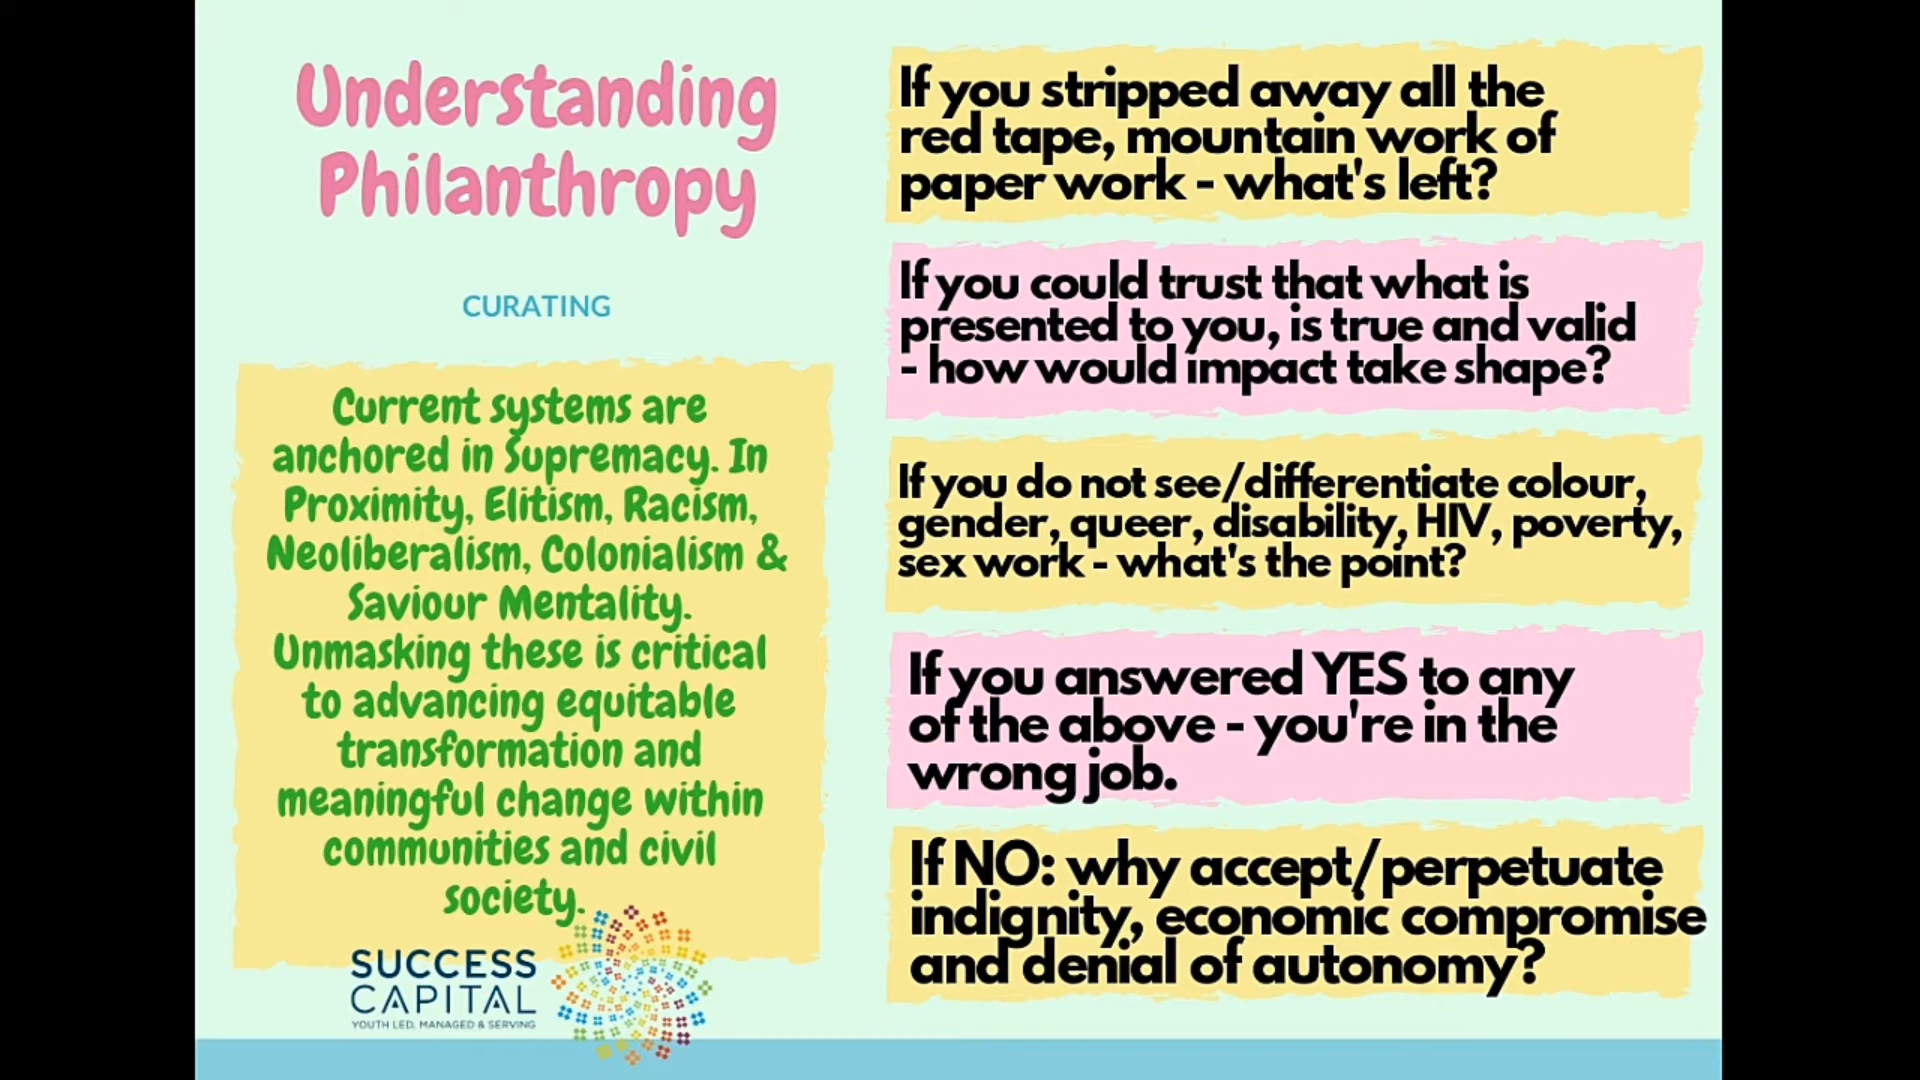 Understanding
Philanthropy
CURATING
Current systems are
anchored in Supremacy. In
Proximity, Elitism, Racism,
Neoliberalism, Colonialism &
Saviour Mentality.
Unmasking these is critical
to advancing equitable
transformation and
meaningful change within
communities and civil
society.
SUCCESS
CAPITAL
YOUTH LED, MANAGED & SERVING
If you stripped away all the
red tape, mountain work of
paper work - what's left?
If you could trust that what is
presented to you, is true and valid
- how would impact take shape?
If you do not see/differentiate colour,
gender, queer, disability, HIV, poverty,
sex work - what's the point?
If you answered YES to any
of the above - you're in the
wrong job.
If NO: why accept/perpetuate
indignity, economic compromise
and denial of autonomy?